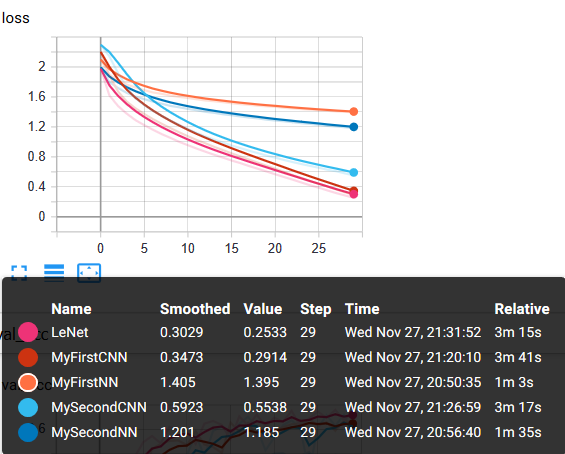 loss
2
1.6
1.2
0.8
0.4
0
0 5 10 15 20 25
Name Smoothed Value Step Time Relative
LeNet 0.3029 0.2533 29 Wed Nov 27, 21:31:52 3m 15s
MyFirstCNN 0.3473 0.2914 29 Wed Nov 27, 21:20:10 3m 41s
MyFirstNN 1.405 1.395 29 Wed Nov 27, 20:50:35 1m 3s
MySecondCNN 0.5923 0.5538 29 Wed Nov 27, 21:26:59 3m 17s
MySecondNN 1.201 1.185 29 Wed Nov 27, 20:56:40 1m 35s